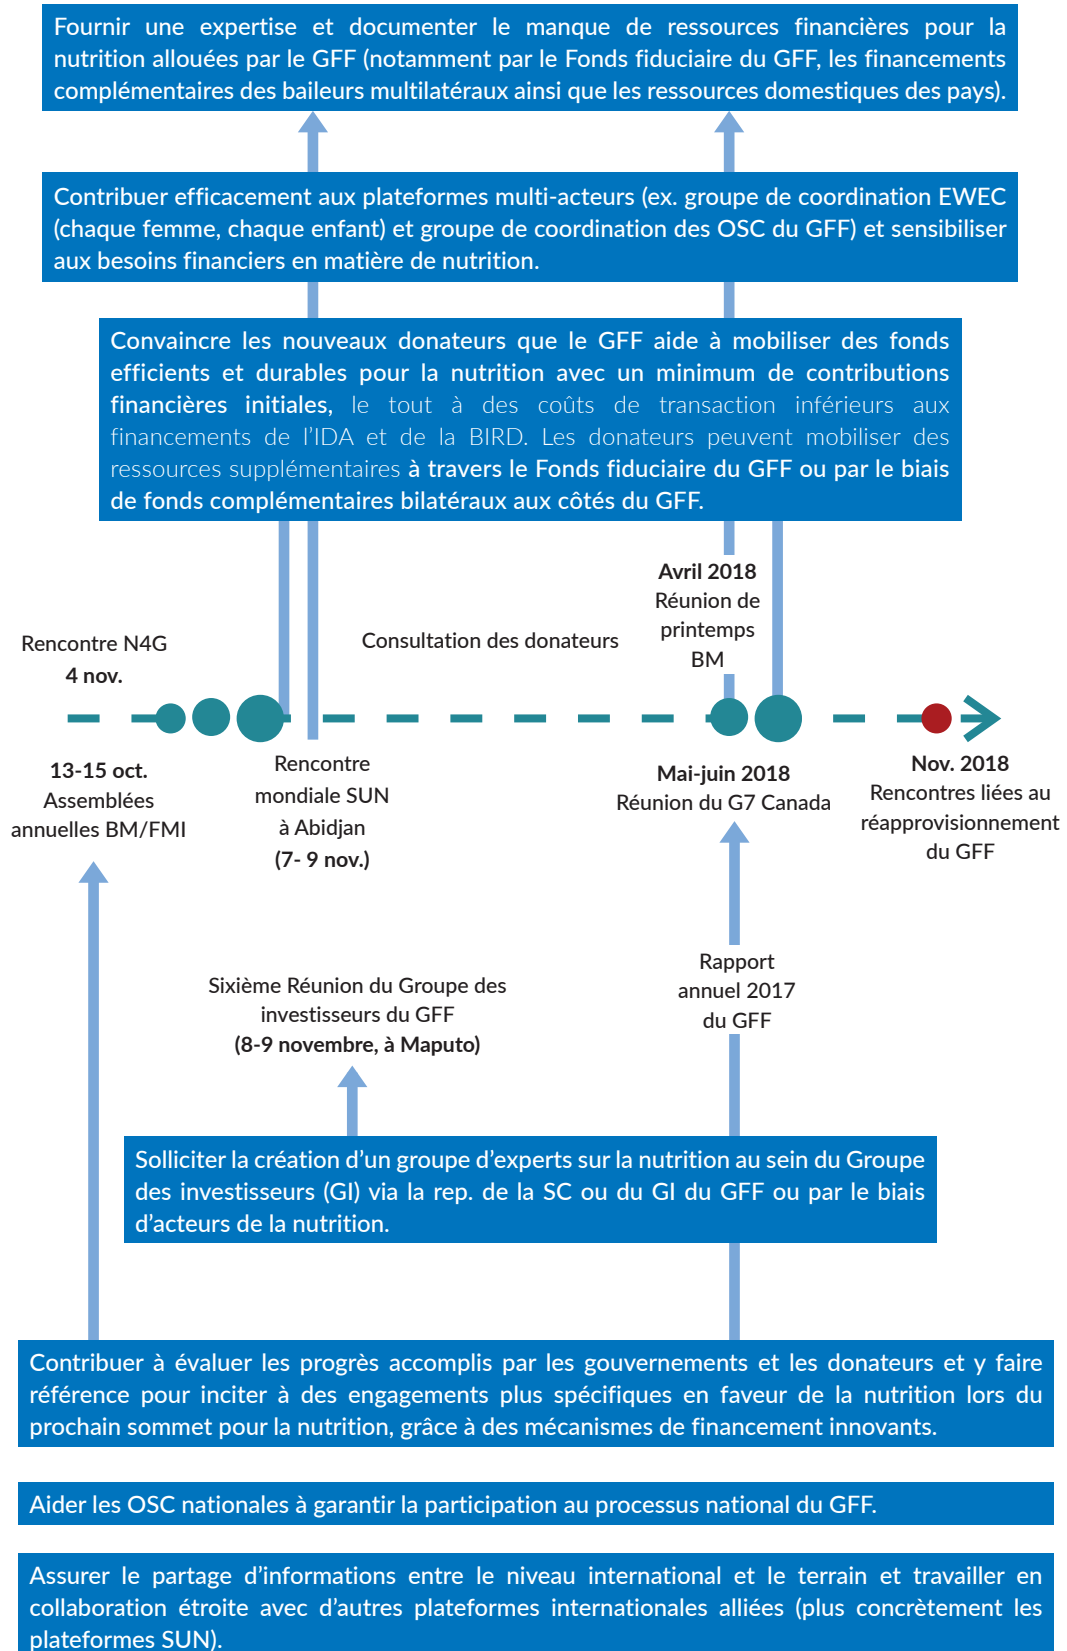 Fournir une expertise et documenter le manque de ressources financières pour la
nutrition allouées par le GFF (notamment par le Fonds fiduciaire du GFF, les financements
complémentaires des baileurs multilatéraux ainsi que les ressources domestiques des pays).
Contribuer efficacement aux plateformes multi-acteurs (ex. groupe de coordination EWEC
(chaque femme, chaque enfant) et groupe de coordination des OSC du GFF) et sensibiliser
aux besoins financiers en matière de nutrition.
Convaincre les nouveaux donateurs que le GFF aide à mobiliser des fonds
efficients et durables pour la nutrition avec un minimum de contributions
financières initiales, le tout à des coûts de transaction inférieurs aux
financements de l'IDA et de la BIRD. Les donateurs peuvent mobiliser des
ressources supplémentaires à travers le Fonds fiduciaire du GFF ou par le biais
de fonds complémentaires bilatéraux aux côtés du GFF.
Rencontre N4G
4 nov.
Consultation des donateurs
Avril 2018
Réunion de
printemps
BM
13-15 oct.
Assemblées
annuelles BM/FMI
Rencontre
mondiale SUN
à Abidjan
(7- 9 nov.)
Mai-juin 2018
Réunion du G7 Canada
Nov. 2018
Rencontres liées au
réapprovisionnement
du GFF
Sixième Réunion du Groupe des
investisseurs du GFF
(8-9 novembre, à Maputo)
Rapport
annuel 2017
du GFF
Solliciter la création d'un groupe d'experts sur la nutrition au sein du Groupe
des investisseurs (GI) via la rep. de la SC ou du GI du GFF ou par le biais
d'acteurs de la nutrition.
Contribuer à évaluer les progrès accomplis par les gouvernements et les donateurs et y faire
référence pour inciter à des engagements plus spécifiques en faveur de la nutrition lors du
prochain sommet pour la nutrition, grâce à des mécanismes de financement innovants.
Aider les OSC nationales à garantir la participation au processus national du GFF.
Assurer le partage d'informations entre le niveau international et le terrain et travailler en
collaboration étroite avec d'autres plateformes internationales alliées (plus concrètement les
plateformes SUN).